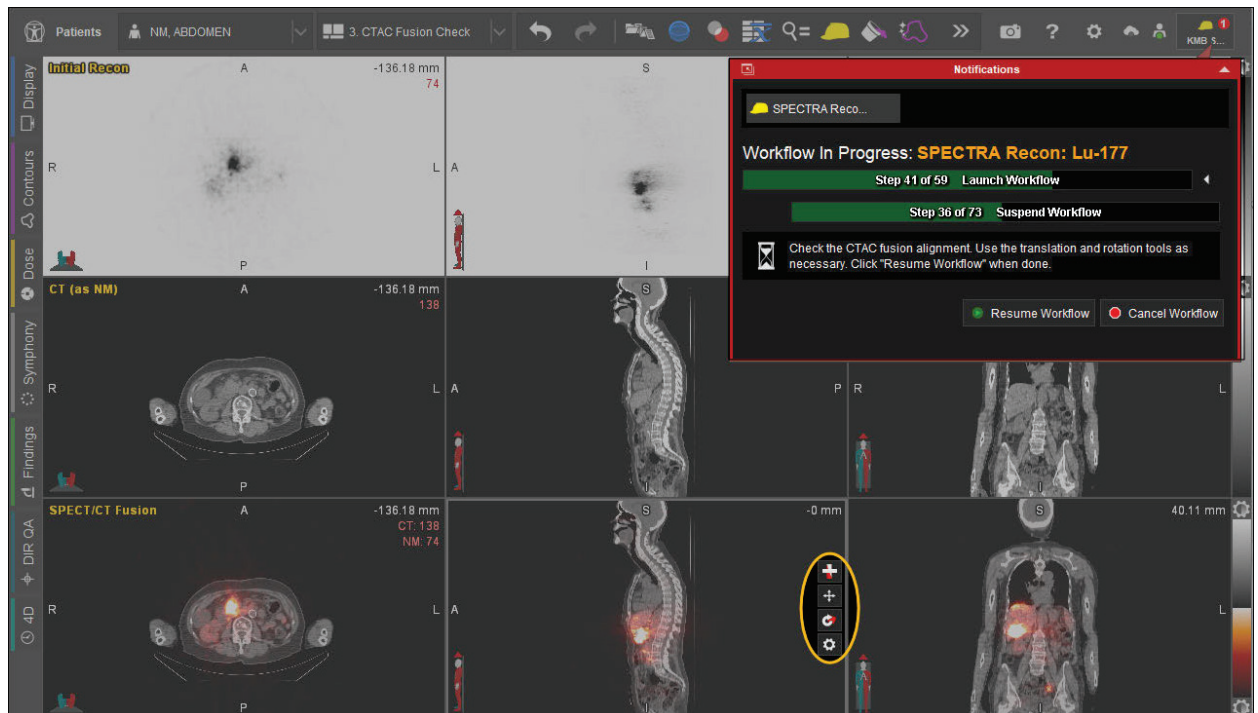 Patients
NM, ABDOMEN
3. CTAC Fusion Check
Q=
?
1
KMB S...
Display
Contours
Dose
Symphony
Findings
DIR QA
4D
Initial Recon
A
-136.18 mm
74
R
L
P
S
A
I
Notifications
SPECTRA Reco...
Workflow In Progress: SPECTRA Recon: Lu-177
Step 41 of 59 Launch Workflow
Step 36 of 73 Suspend Workflow
Check the CTAC fusion alignment. Use the translation and rotation tools as
necessary. Click "Resume Workflow" when done.
Resume Workflow
Cancel Workflow
CT (as NM)
A
-136.18 mm
138
R
L
P
S
A
P
I
R
L
A
I
SPECT/CT Fusion
A
-136.18 mm
CT: 138
NM: 74
R
L
P
S
-0 mm
A
I
S
40.11 mm
L
A
I